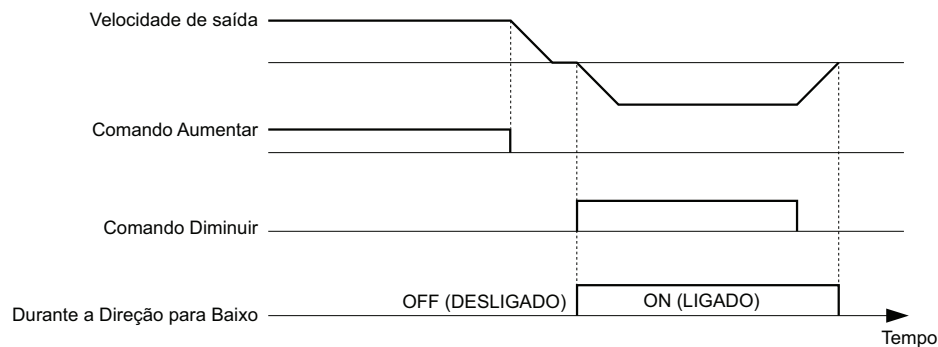 Velocidade de saída
Comando Aumentar
Comando Diminuir
OFF (DESLIGADO)
ON (LIGADO)
Durante a Direção para Baixo
Tempo